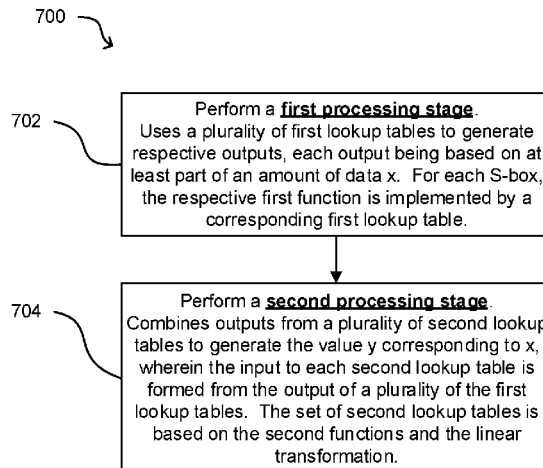 700
702
Perform a first processing stage.
Uses a plurality of first lookup tables to generate
respective outputs, each output being based on at
least part of an amount of data x. For each S-box,
the respective first function is implemented by a
corresponding first lookup table.
704
Perform a second processing stage.
Combines outputs from a plurality of second lookup
tables to generate the value y corresponding to x,
wherein the input to each second lookup table is
formed from the output of a plurality of the first
lookup tables. The set of second lookup tables is
based on the second functions and the linear
transformation.